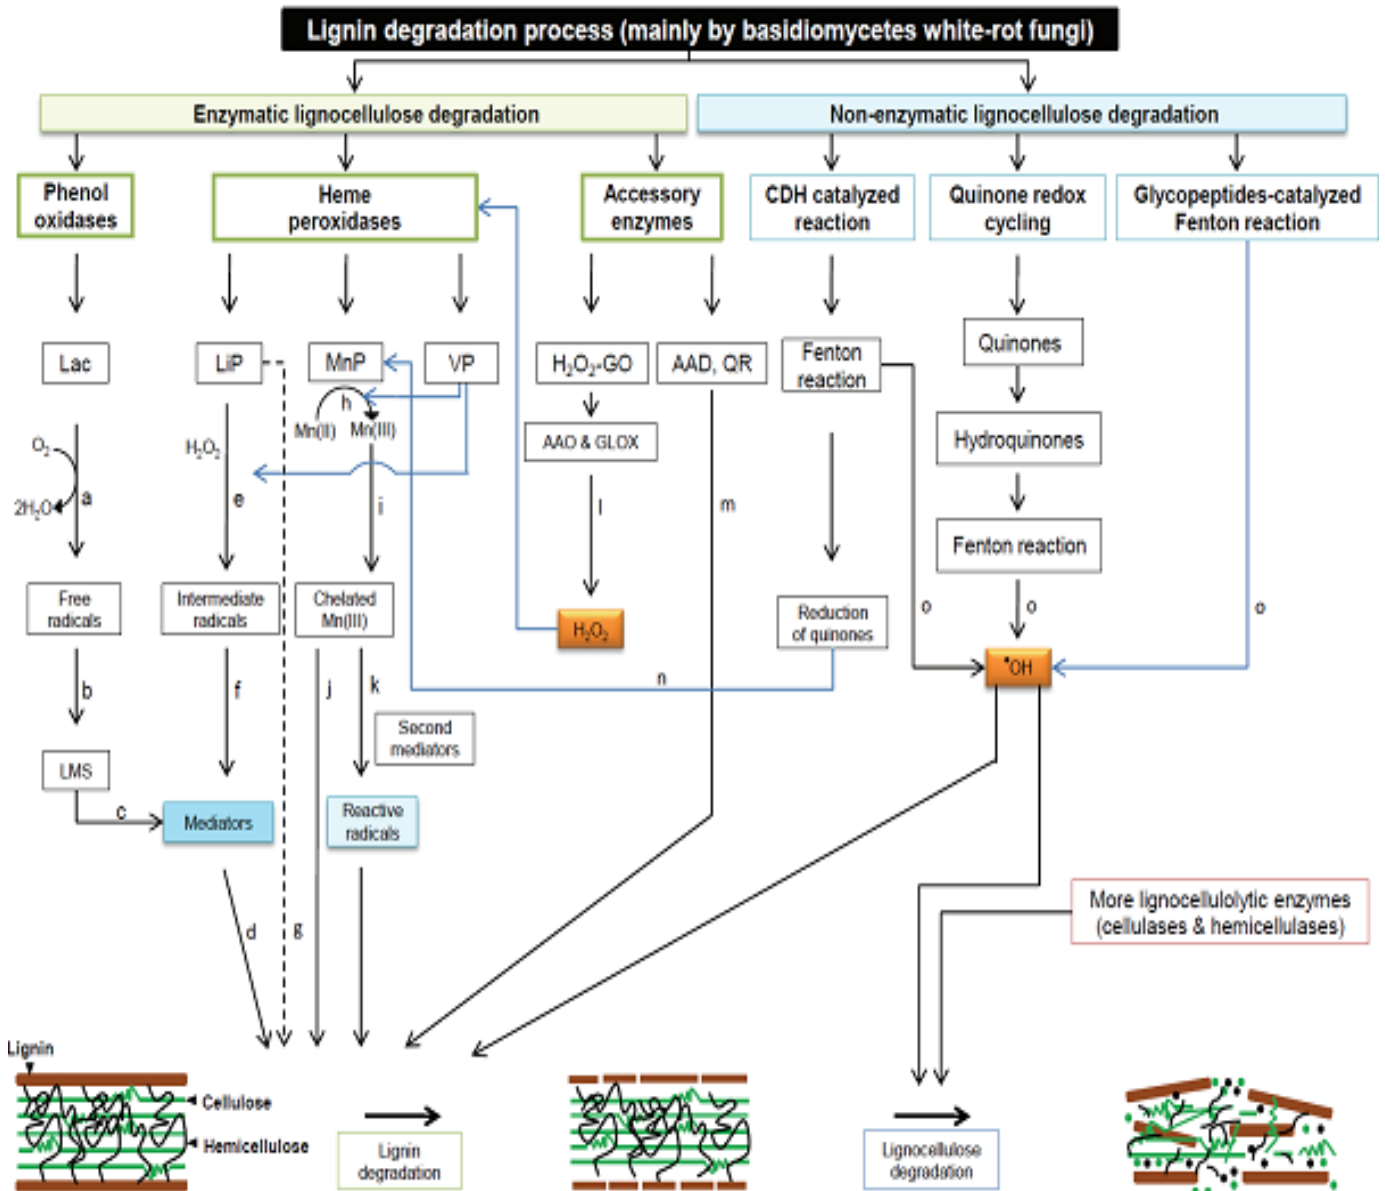 Lignin degradation process (mainly by basidiomycetes white-rot fungi)
Enzymatic lignocellulose degradation
Non-enzymatic lignocellulose degradation
Phenol
oxidases
Heme
peroxidases
Accessory
enzymes
CDH catalyzed
reaction
Quinone redox
cycling
Glycopeptides-catalyzed
Fenton reaction
Lac
LiP
MnP
VP
H₂O₂-GO
AAD, QR
Fenton
reaction
Quinones
h
Mn(II)
Mn(III)
O₂
2H₂O
a
H₂O₂
e
i
AAO & GLOX
l
m
Hydroquinones
Fenton reaction
Free
radicals
Intermediate
radicals
Chelated
Mn(III)
H₂O₂
Reduction
of quinones
o
o
o
•OH
b
f
j
k
n
Second
mediators
LMS
c
Mediators
Reactive
radicals
d
g
More lignocellulolytic enzymes
(cellulases & hemicellulases)
Lignin
Cellulose
Hemicellulose
Lignin
degradation
Lignocellulose
degradation